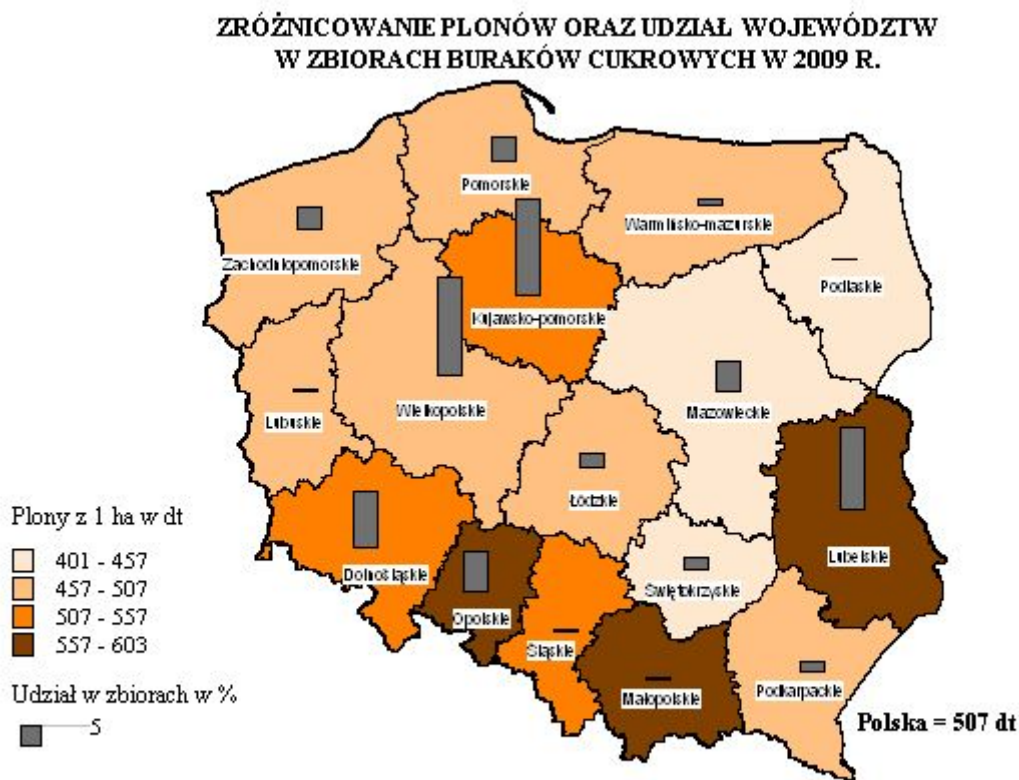 ZRÓŻNICOWANIE PLONÓW ORAZ UDZIAŁ WOJEWÓDZTW
W ZBIORACH BURAKÓW CUKROWYCH W 2009 R.
Pomorskie
Warmińsko-mazurskie
Zachodniopomorskie
Podlaskie
Kujawsko-pomorskie
Wielkopolskie
Mazowieckie
Lubuskie
Łódzkie
Lubelskie
Dolnośląskie
Świętokrzyskie
Opolskie
Śląskie
Małopolskie
Podkarpackie
Plony z 1 ha w dt
401 - 457
457 - 507
507 - 557
557 - 603
Udział w zbiorach w %
5
Polska = 507 dt